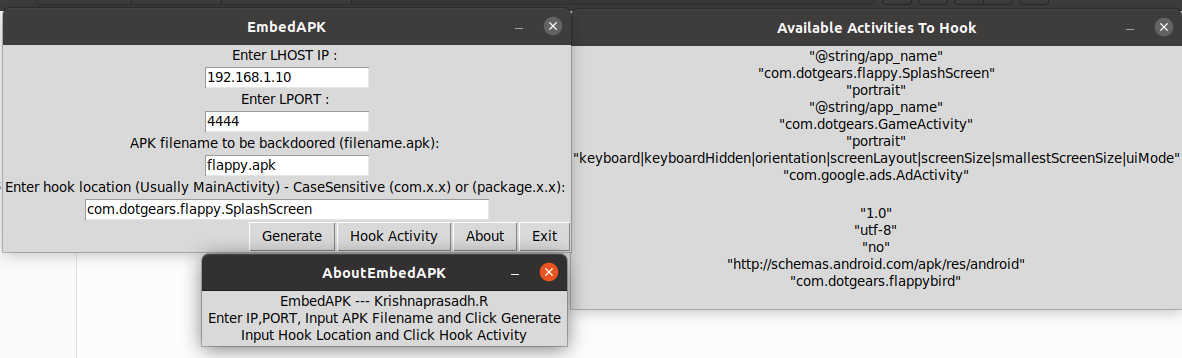 EmbedAPK
Enter LHOST IP :
192.168.1.10
Enter LPORT :
4444
APK filename to be backdoored (filename.apk):
flappy.apk
Enter hook location (Usually MainActivity) - CaseSensitive (com.x.x) or (package.x.x):
com.dotgears.flappy.SplashScreen
Generate
Hook Activity
About
Exit
AboutEmbedAPK
EmbedAPK --- Krishnaprasadh.R
Enter IP,PORT, Input APK Filename and Click Generate
Input Hook Location and Click Hook Activity
Available Activities To Hook
"@string/app_name"
"com.dotgears.flappy.SplashScreen"
"portrait"
"@string/app_name"
"com.dotgears.GameActivity"
"portrait"
"keyboard|keyboardHidden|orientation|screenLayout|screenSize|smallestScreenSize|uiMode"
"com.google.ads.AdActivity"
"1.0"
"utf-8"
"no"
"http://schemas.android.com/apk/res/android"
"com.dotgears.flappybird"